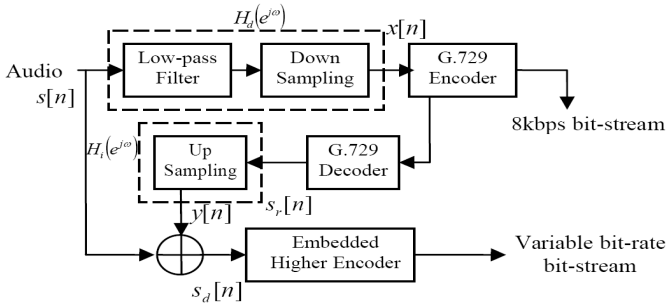 H_d(e^{jω})
x[n]
Audio
s[n]
Low-pass
Filter
Down
Sampling
G.729
Encoder
8kbps bit-stream
H_i(e^{jω})
Up
Sampling
G.729
Decoder
s_r[n]
y[n]
s_d[n]
Embedded
Higher Encoder
Variable bit-rate
bit-stream